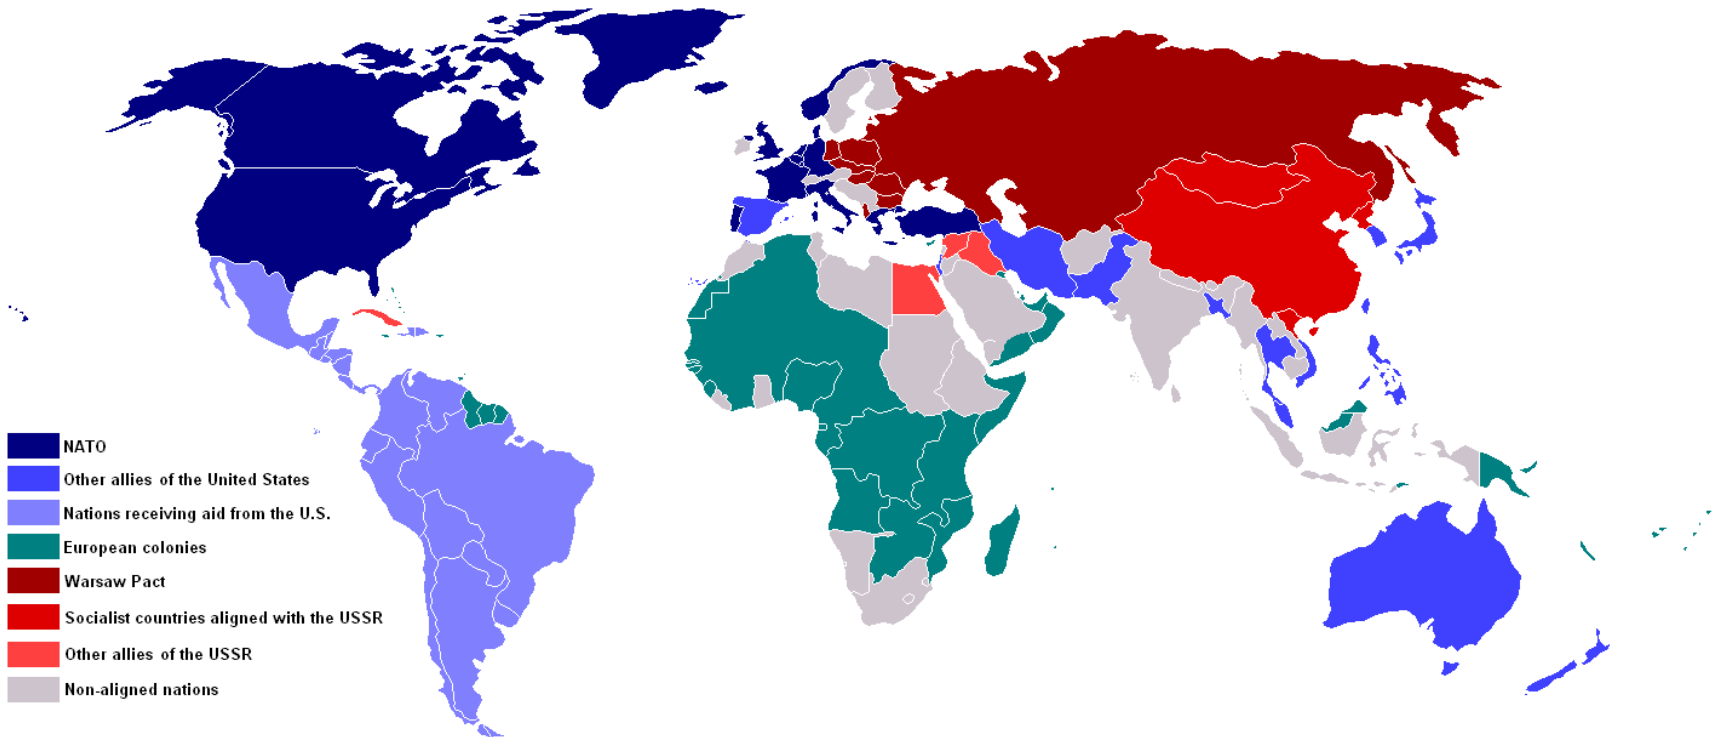 NATO
Other allies of the United States
Nations receiving aid from the U.S.
European colonies
Warsaw Pact
Socialist countries aligned with the USSR
Other allies of the USSR
Non-aligned nations